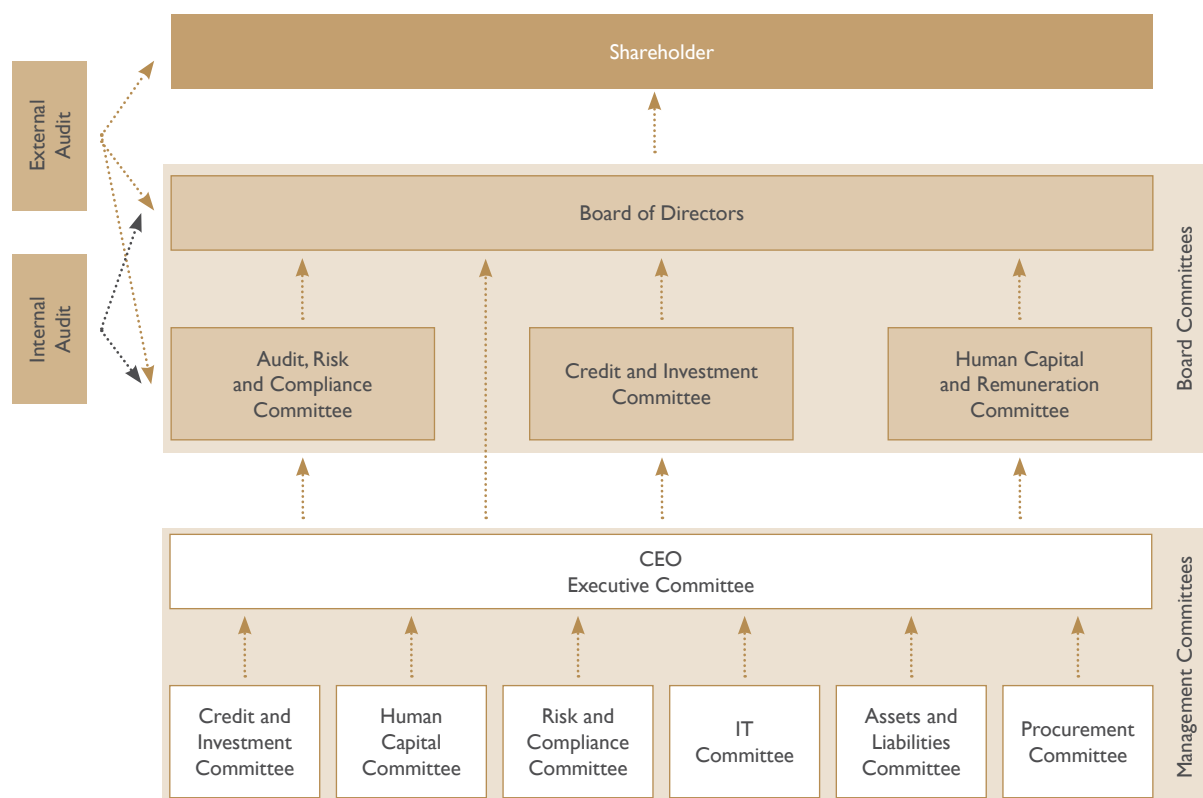 Shareholder
External
Audit
Board of Directors
Internal
Audit
Audit, Risk
and Compliance
Committee
Credit and Investment
Committee
Human Capital
and Remuneration
Committee
Board Committees
CEO
Executive Committee
Credit and
Investment
Committee
Human
Capital
Committee
Risk and
Compliance
Committee
IT
Committee
Assets and
Liabilities
Committee
Procurement
Committee
Management Committees